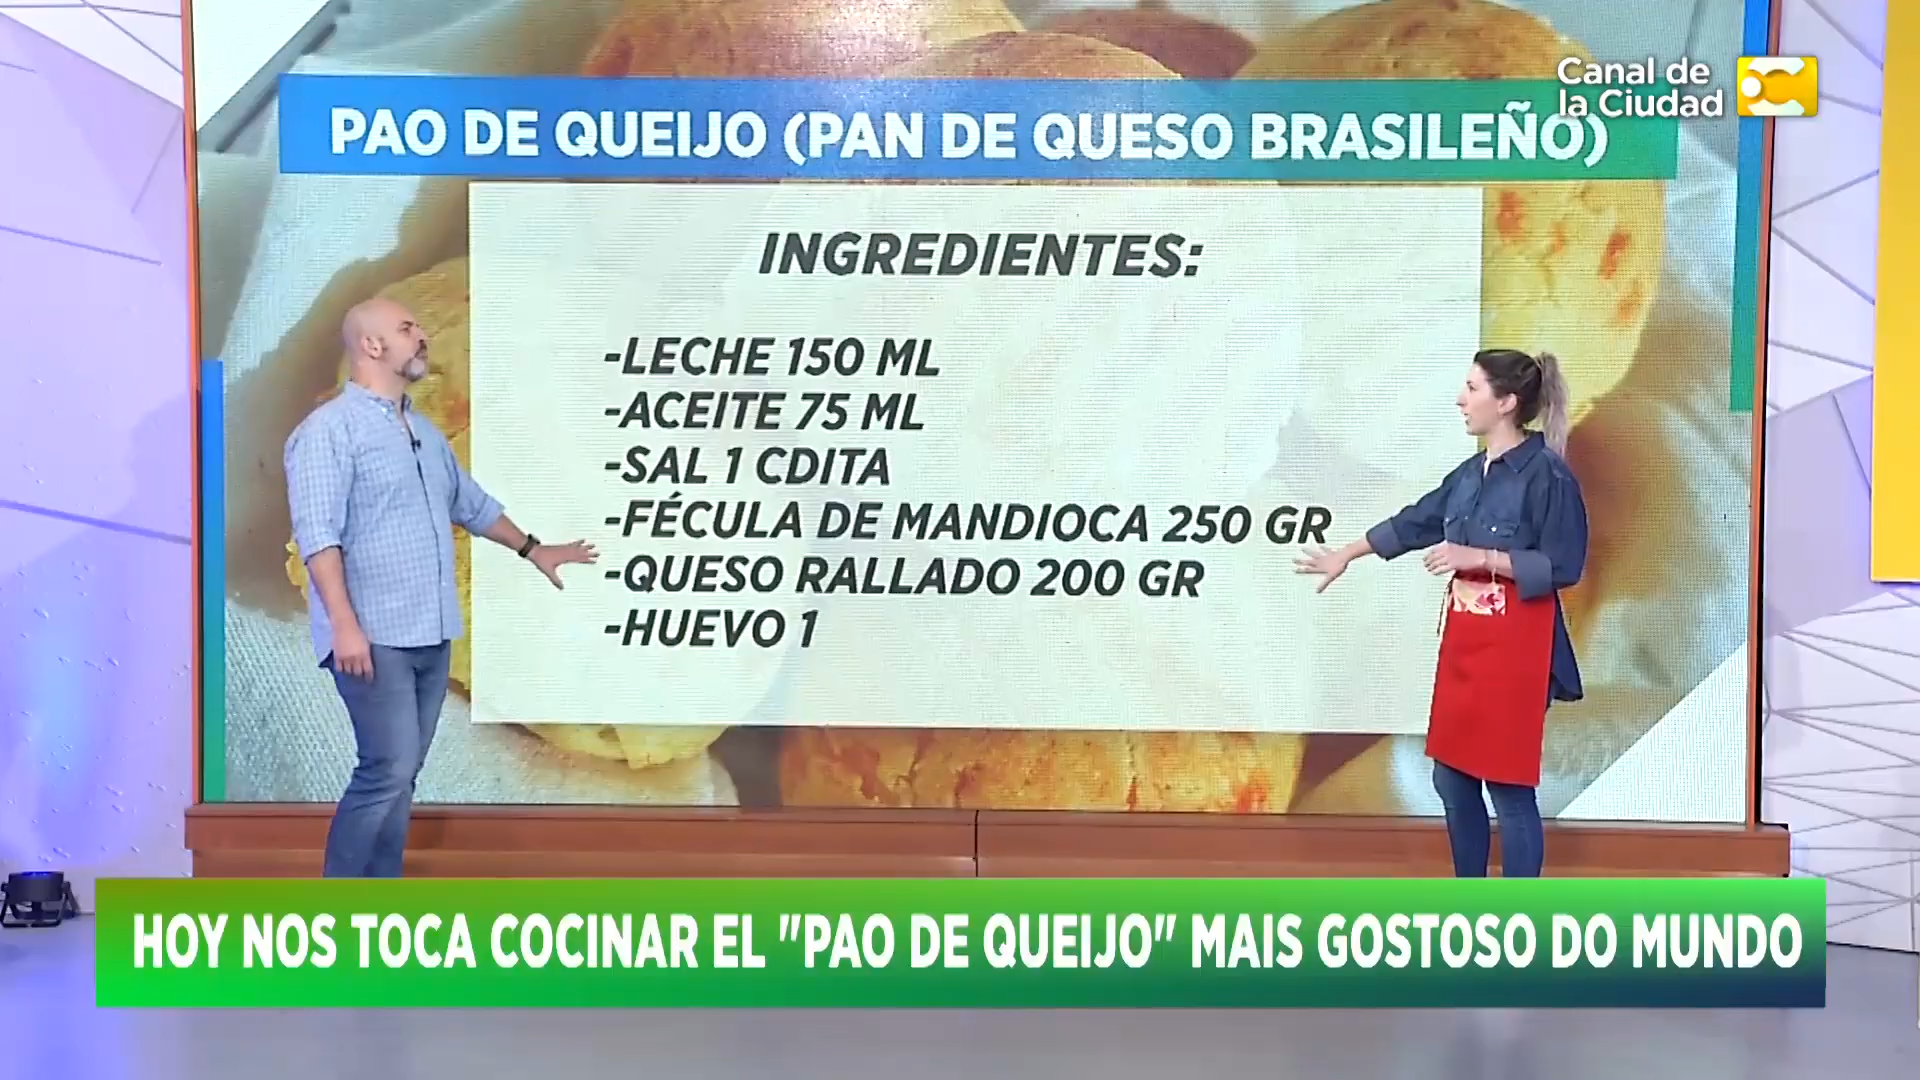 Canal de
la Ciudad
PAO DE QUEIJO (PAN DE QUESO BRASILEÑO)
INGREDIENTES:
-LECHE 150 ML
-ACEITE 75 ML
-SAL 1 CDITA
-FÉCULA DE MANDIOCA 250 GR
-QUESO RALLADO 200 GR
-HUEVO 1
HOY NOS TOCA COCINAR EL "PAO DE QUEIJO" MAIS GOSTOSO DO MUNDO